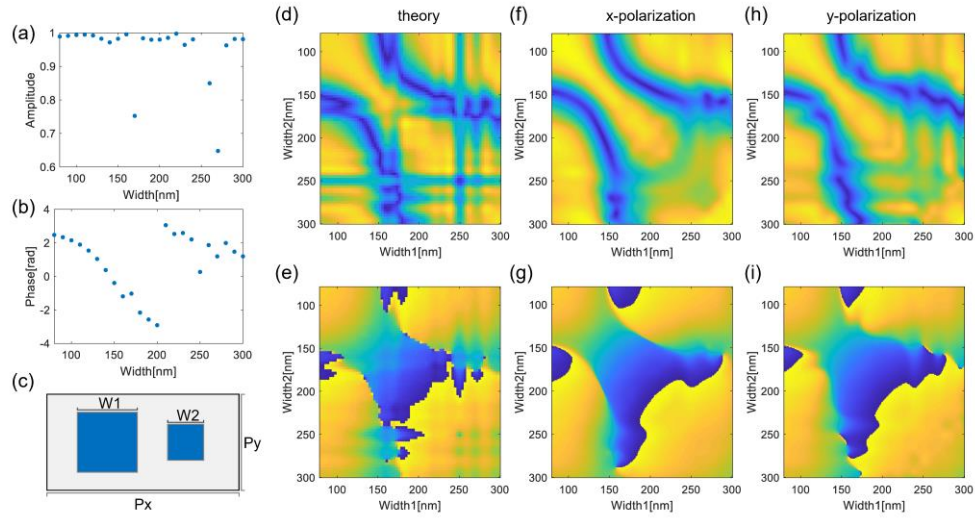 (a)
1
0.9
0.8
0.7
0.6
Amplitude
100 150 200 250 300
Width[nm]
(b)
4
2
0
-2
-4
Phase[rad]
100 150 200 250 300
Width[nm]
(c)
W1
W2
Py
Px
(d)
theory
100
150
200
250
300
Width2[nm]
100 150 200 250 300
Width1[nm]
(f)
x-polarization
100
150
200
250
300
Width2[nm]
100 150 200 250 300
Width1[nm]
(h)
y-polarization
100
150
200
250
300
Width2[nm]
100 150 200 250 300
Width1[nm]
(e)
100
150
200
250
300
Width2[nm]
100 150 200 250 300
Width1[nm]
(g)
100
150
200
250
300
Width2[nm]
100 150 200 250 300
Width1[nm]
(i)
100
150
200
250
300
Width2[nm]
100 150 200 250 300
Width1[nm]